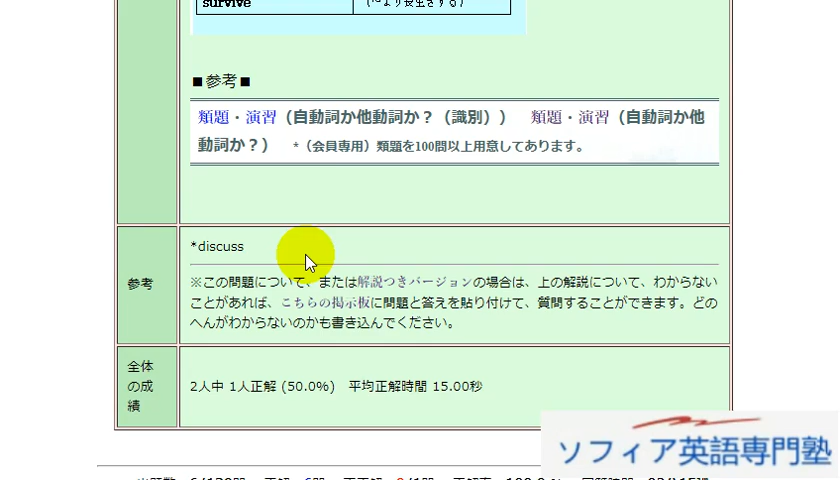 survive （～より長生きする）
■参考■
類題・演習（自動詞か他動詞か？（識別）） 類題・演習（自動詞か他
動詞か？） *（会員専用）類題を100問以上用意してあります。
*discuss
参考
※この問題について、または解説つきバージョンの場合は、上の解説について、わからない
ことがあれば、こちらの掲示板に問題と答えを貼り付けて、質問することができます。どの
へんがわからないのかも書き込んでください。
全体
の成
績
2人中 1人正解 (50.0%) 平均正解時間 15.00秒
ソフィア英語専門塾